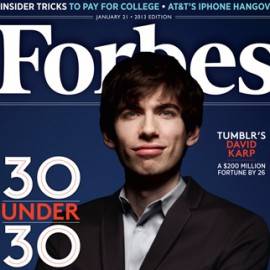 INSIDER TRICKS TO PAY FOR COLLEGE • AT&T'S IPHONE HANGOV
JANUARY 21 • 2013 EDITION
Forbes
TUMBLR'S
DAVID
KARP
A $200 MILLION
FORTUNE BY 26
30
UNDER
30